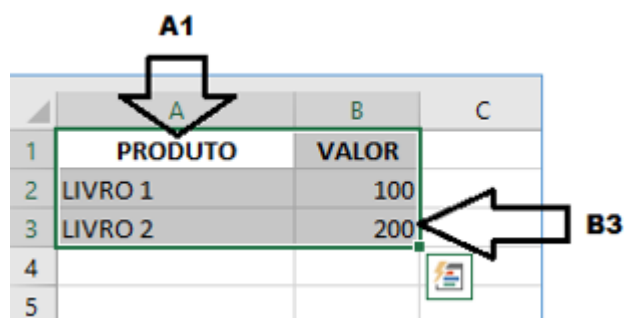 A1
A B C
1 PRODUTO VALOR
2 LIVRO 1 100
3 LIVRO 2 200 B3
4
5